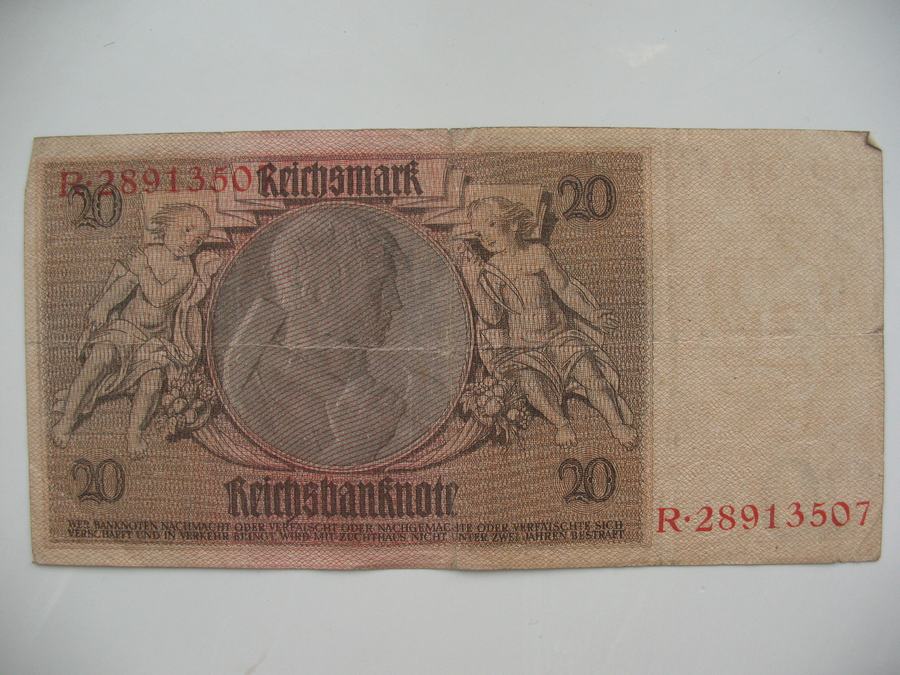 R·28913507
Reichsmark
20
20
20
Reichsbanknote
20
WER BANKNOTEN NACHMACHT ODER VERFÄLSCHT ODER NACHGEMACHTE ODER VERFÄLSCHTE SICH
VERSCHAFFT UND IN VERKEHR BRINGT, WIRD MIT ZUCHTHAUS NICHT UNTER ZWEI JAHREN BESTRAFT
R·28913507